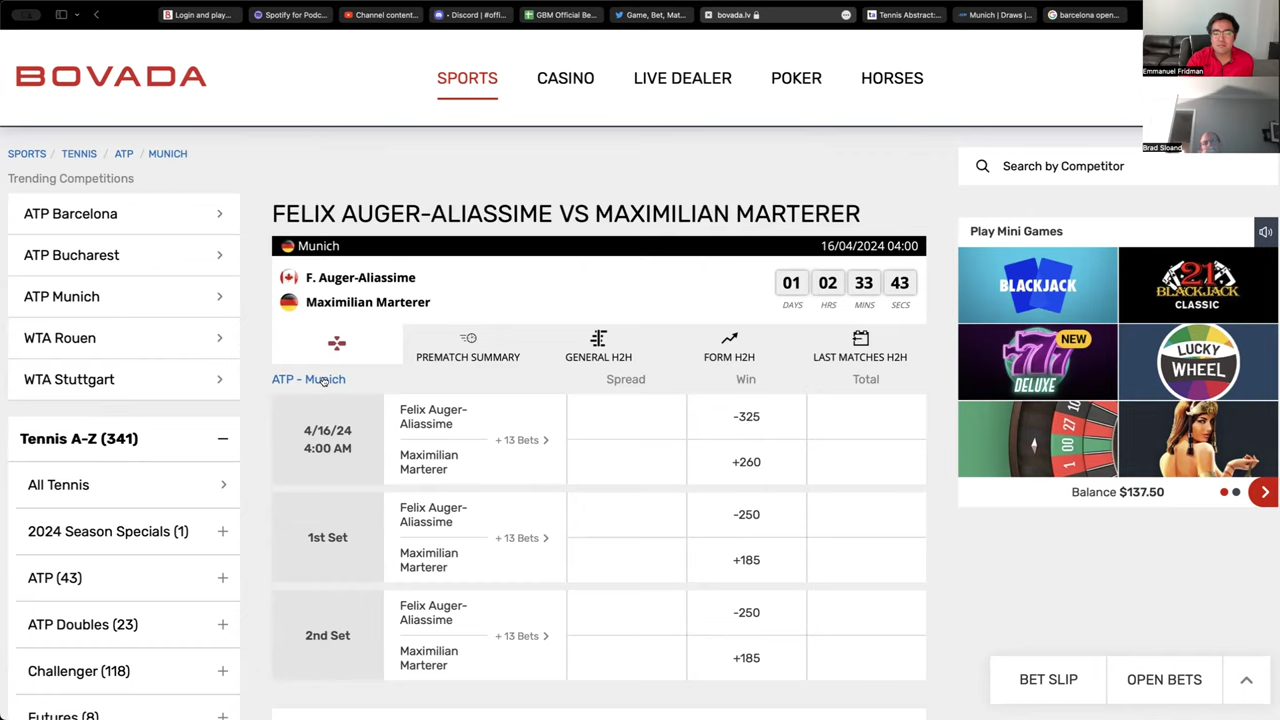 Login and play...
Spotify for Podc...
Channel content...
• Discord | #offi...
GBM Official Be...
Game, Bet, Mat...
bovada.lv
Tennis Abstract:...
Munich | Draws |...
barcelona open...
BOVADA
SPORTS
CASINO
LIVE DEALER
POKER
HORSES
Emmanuel Fridman
Brad Sloand
SPORTS / TENNIS / ATP / MUNICH
Trending Competitions
ATP Barcelona
ATP Bucharest
ATP Munich
WTA Rouen
WTA Stuttgart
Tennis A-Z (341)
All Tennis
2024 Season Specials (1)
ATP (43)
ATP Doubles (23)
Challenger (118)
Futures (8)
FELIX AUGER-ALIASSIME VS MAXIMILIAN MARTERER
Munich
16/04/2024 04:00
F. Auger-Aliassime
Maximilian Marterer
01 02 33 43
DAYS HRS MINS SECS
PREMATCH SUMMARY
GENERAL H2H
FORM H2H
LAST MATCHES H2H
ATP - Munich
Spread
Win
Total
4/16/24
4:00 AM
Felix Auger-
Aliassime
+ 13 Bets
Maximilian
Marterer
-325
+260
1st Set
Felix Auger-
Aliassime
+ 13 Bets
Maximilian
Marterer
-250
+185
2nd Set
Felix Auger-
Aliassime
+ 13 Bets
Maximilian
Marterer
-250
+185
Search by Competitor
Play Mini Games
BLACKJACK
21
BLACKJACK
CLASSIC
NEW
777
DELUXE
LUCKY
WHEEL
Balance $137.50
BET SLIP
OPEN BETS